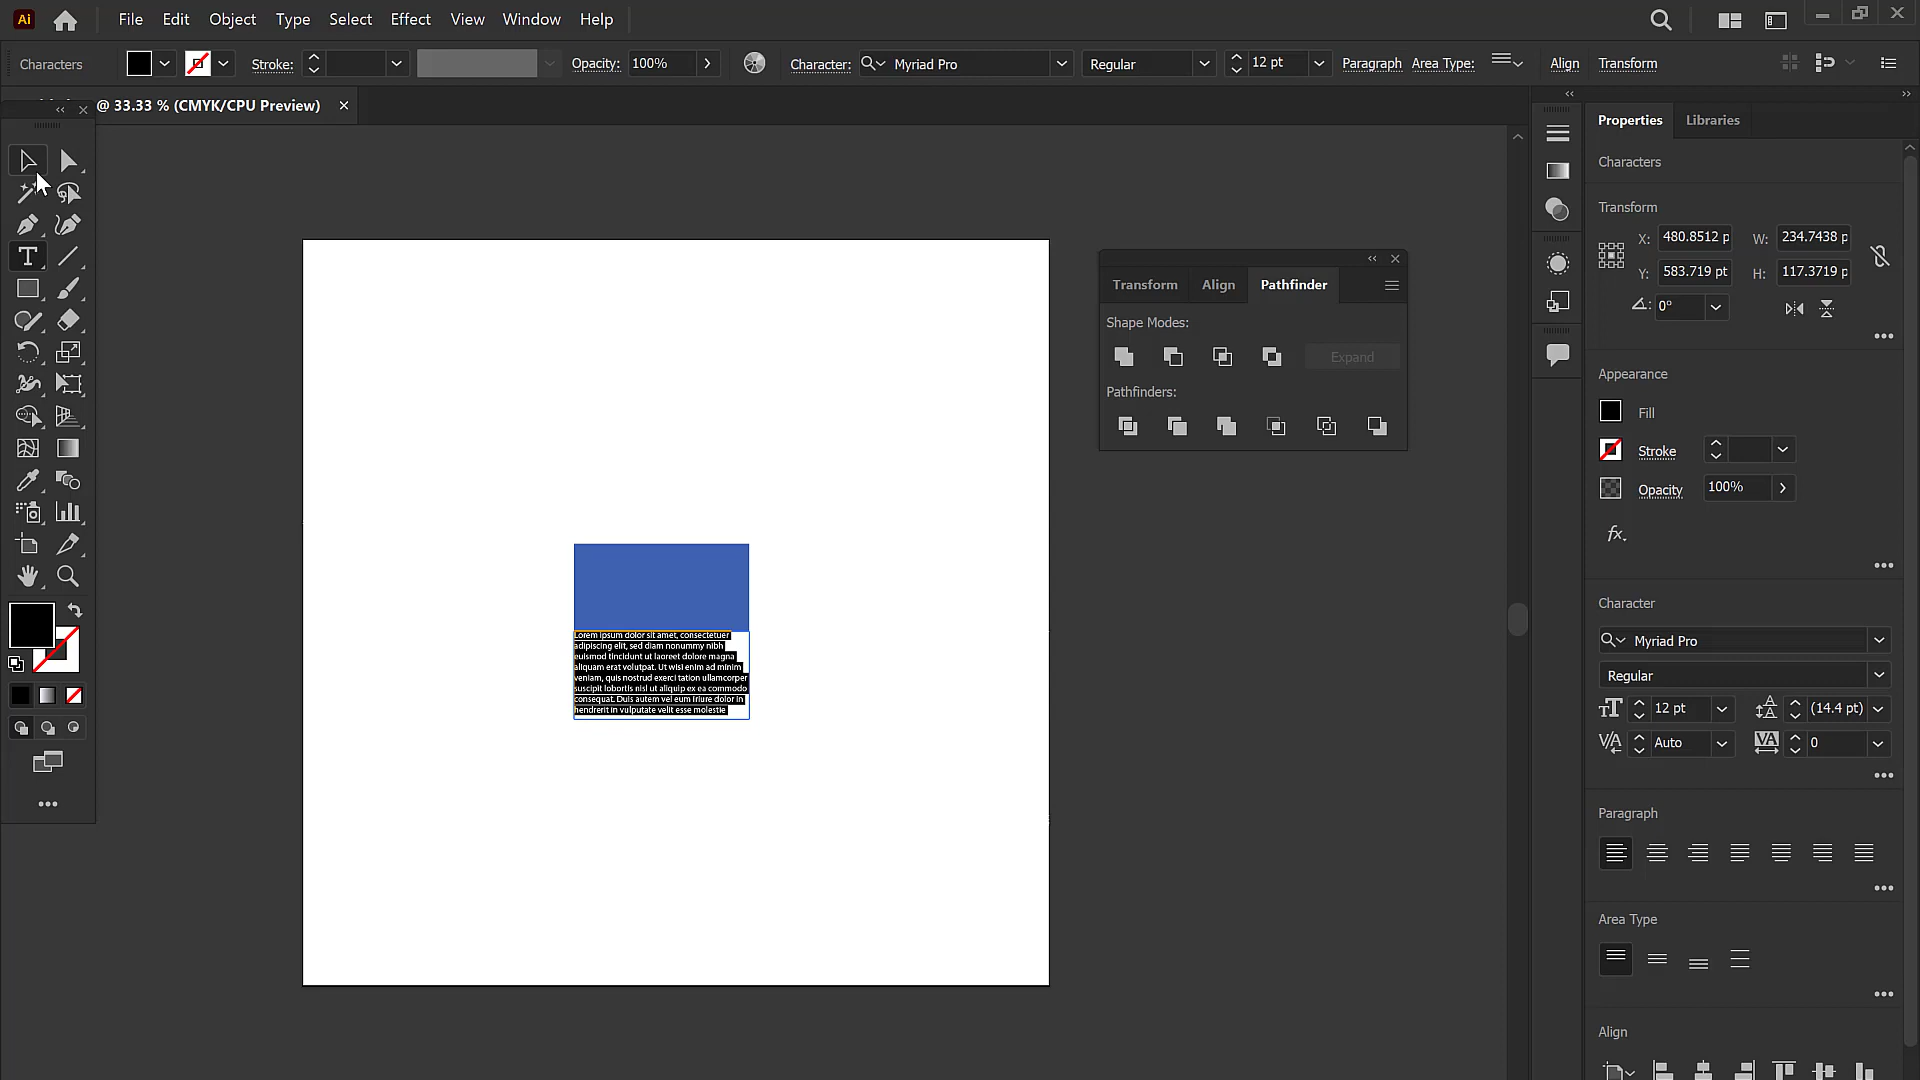 Ai
File Edit Object Type Select Effect View Window Help
Characters Stroke: Opacity: 100% Character: Myriad Pro Regular 12 pt Paragraph Area Type: Align Transform
@ 33.33 % (CMYK/CPU Preview)
Properties Libraries
Characters
Transform
X: 480.8512 p W: 234.7438 p
Y: 583.719 pt H: 117.3719 p
0°
Appearance
Fill
Stroke
Opacity 100%
fx
Character
Myriad Pro
Regular
12 pt (14.4 pt)
Auto 0
Paragraph
Area Type
Align
Transform Align Pathfinder
Shape Modes:
Expand
Pathfinders:
Lorem ipsum dolor sit amet, consectetuer
adipiscing elit, sed diam nonummy nibh
euismod tincidunt ut laoreet dolore magna
aliquam erat volutpat. Ut wisi enim ad minim
veniam, quis nostrud exerci tation ullamcorper
suscipit lobortis nisl ut aliquip ex ea commodo
consequat. Duis autem vel eum iriure dolor in
hendrerit in vulputate velit esse molestie